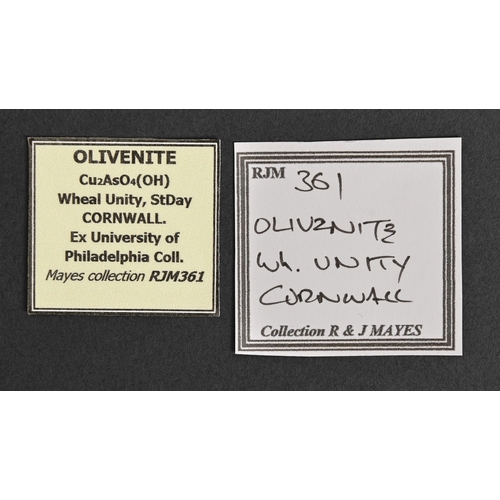 OLIVENITE
Cu₂AsO₄(OH)
Wheal Unity, StDay
CORNWALL.
Ex University of
Philadelphia Coll.
Mayes collection RJM361
RJM 361
OLIVENITE
Wh. UNITY
CORNWALL
Collection R & J MAYES